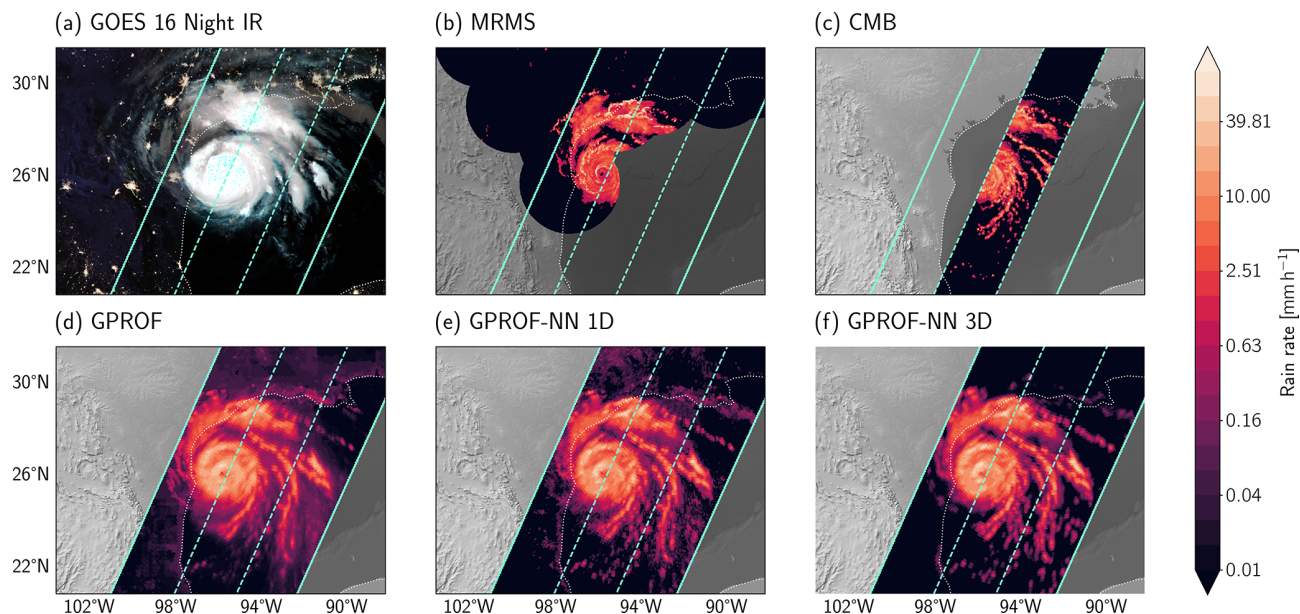 (a) GOES 16 Night IR
(b) MRMS
(c) CMB
30°N
26°N
22°N
39.81
10.00
2.51
0.63
0.16
0.04
0.01
Rain rate [mm h⁻¹]
(d) GPROF
(e) GPROF-NN 1D
(f) GPROF-NN 3D
30°N
26°N
22°N
102°W 98°W 94°W 90°W
102°W 98°W 94°W 90°W
102°W 98°W 94°W 90°W